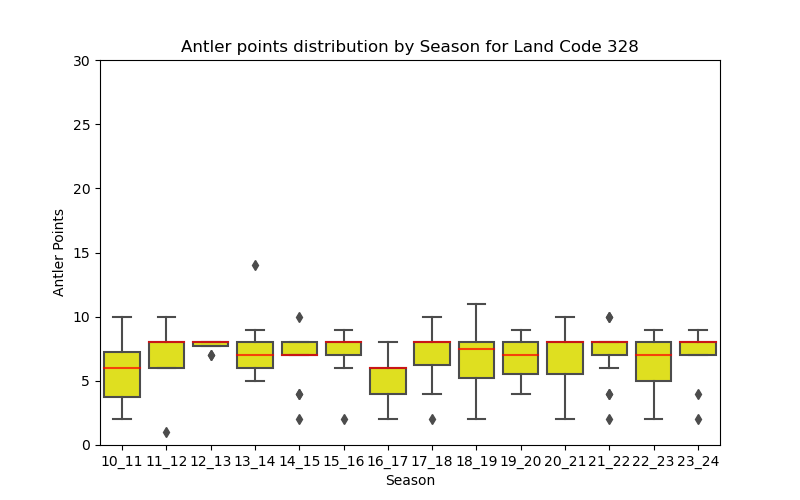 Antler points distribution by Season for Land Code 328
30
25
20
15
10
5
0
Antler Points
10_11 11_12 12_13 13_14 14_15 15_16 16_17 17_18 18_19 19_20 20_21 21_22 22_23 23_24
Season